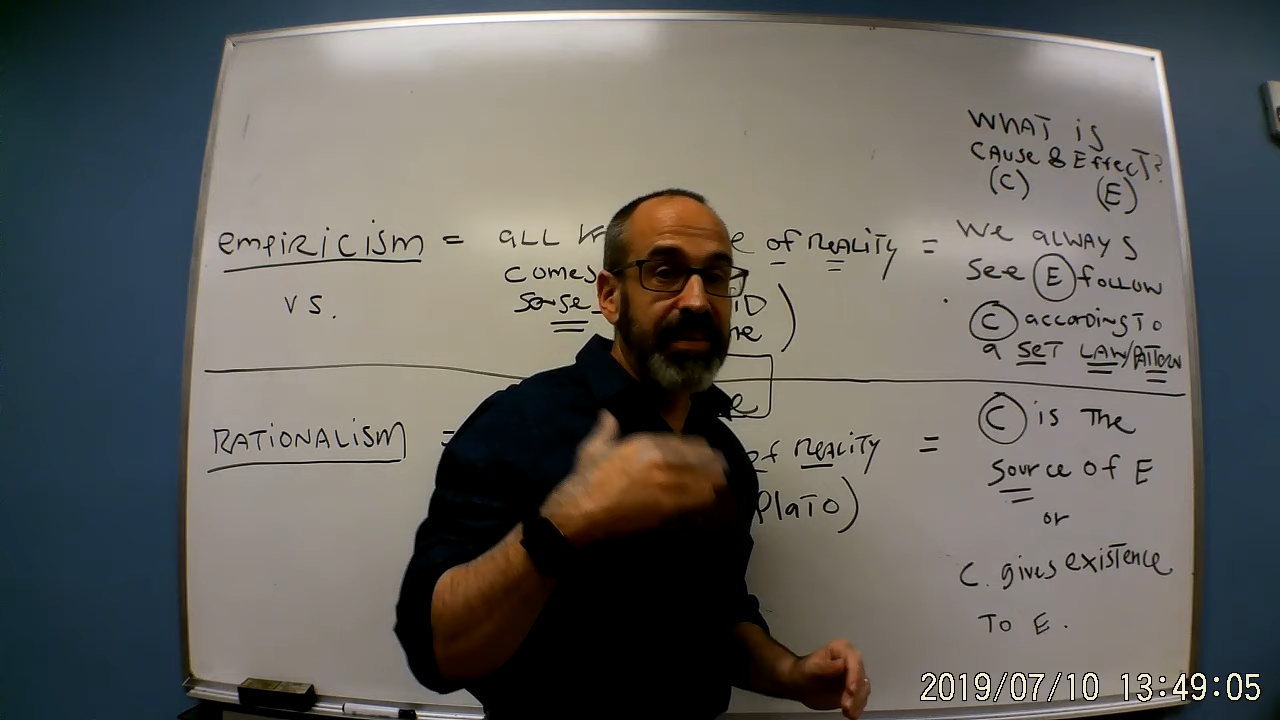 WHAT is
CAUSE & EFFECT?
(C) (E)
empiricism = ALL of REALITY = We always
comes see E follow
vs. sense C according to
a set LAW/PATTERN
RATIONALISM = of REALITY = C is The
Plato) Source of E
or
C. gives existence
To E.
2019/07/10 13:49:05